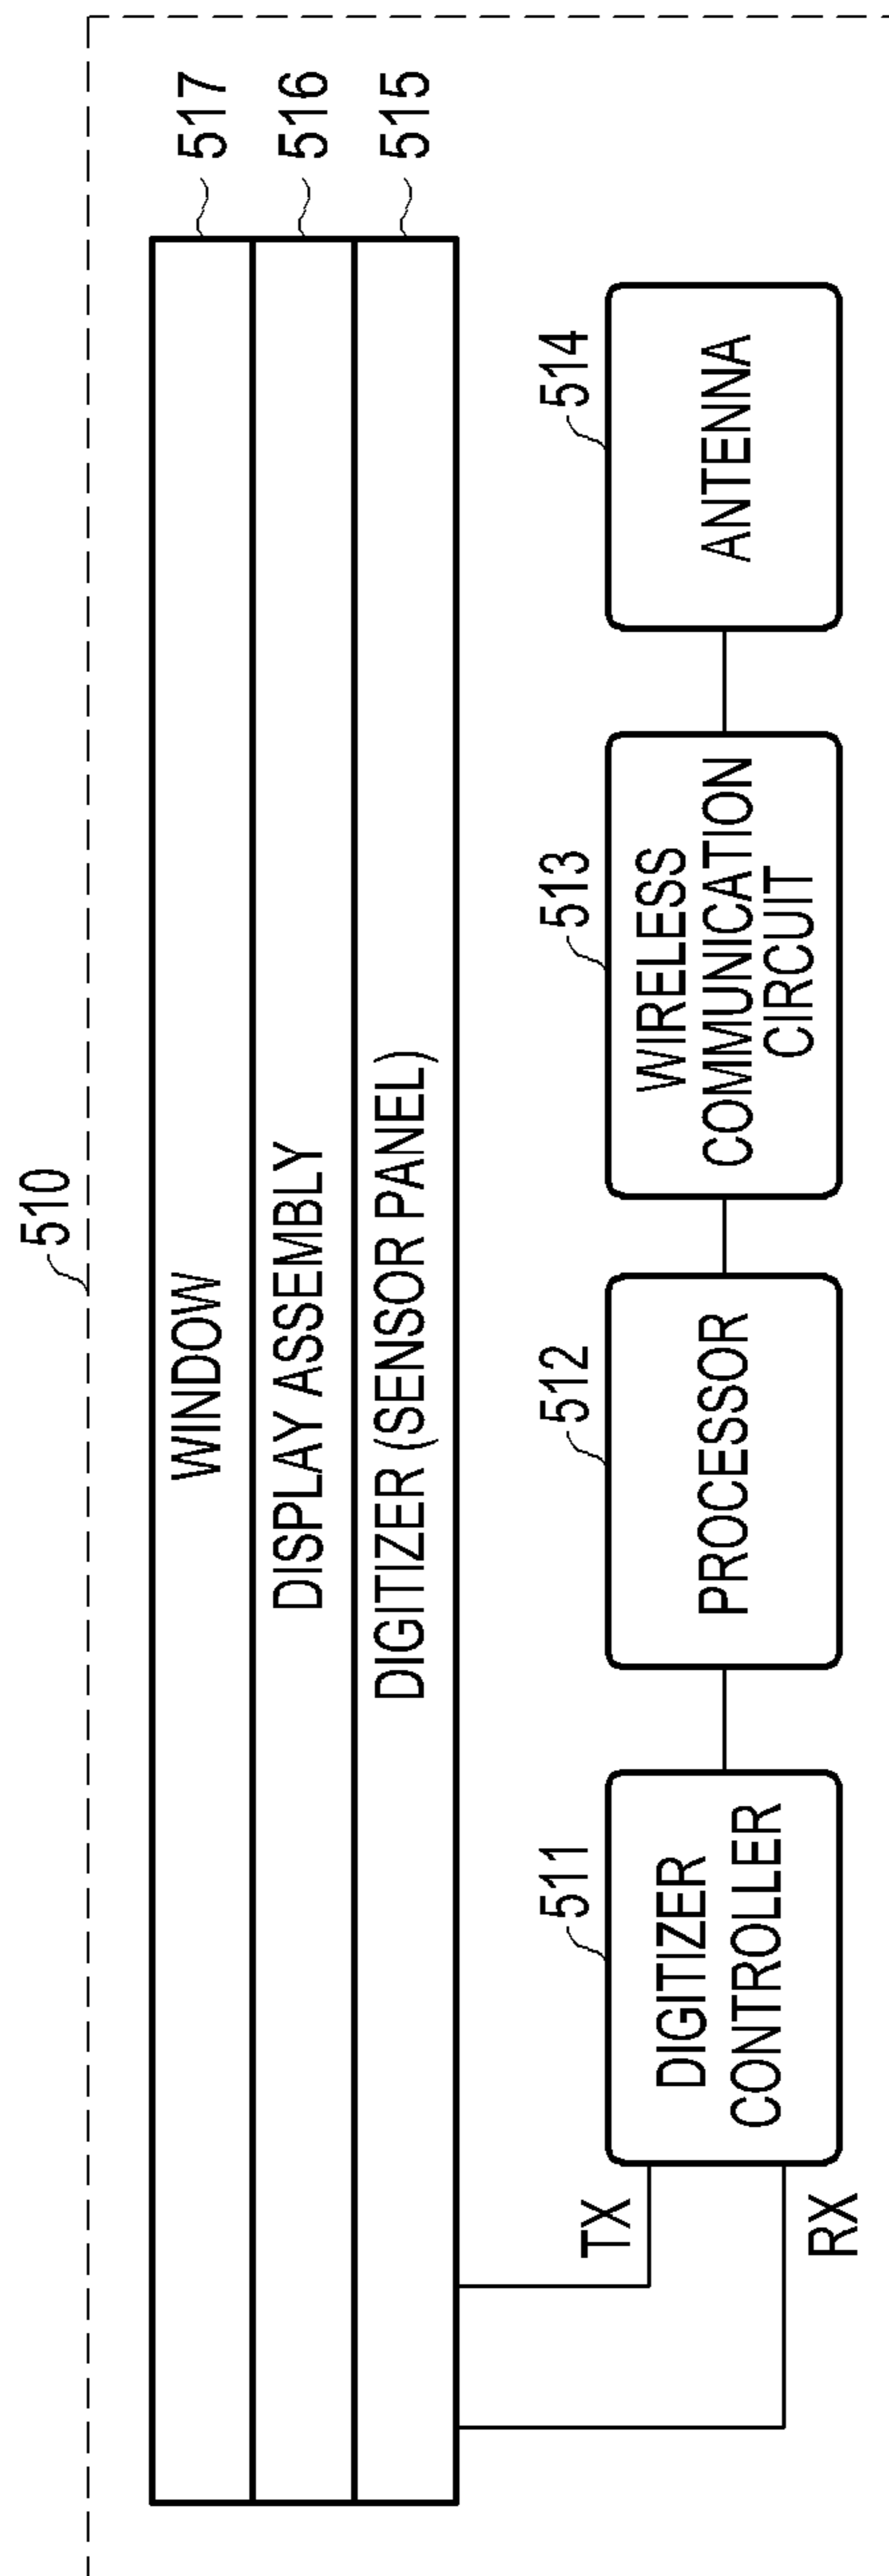 510
WINDOW
517
DISPLAY ASSEMBLY
516
DIGITIZER (SENSOR PANEL)
515
TX
RX
511
DIGITIZER
CONTROLLER
512
PROCESSOR
513
WIRELESS
COMMUNICATION
CIRCUIT
514
ANTENNA